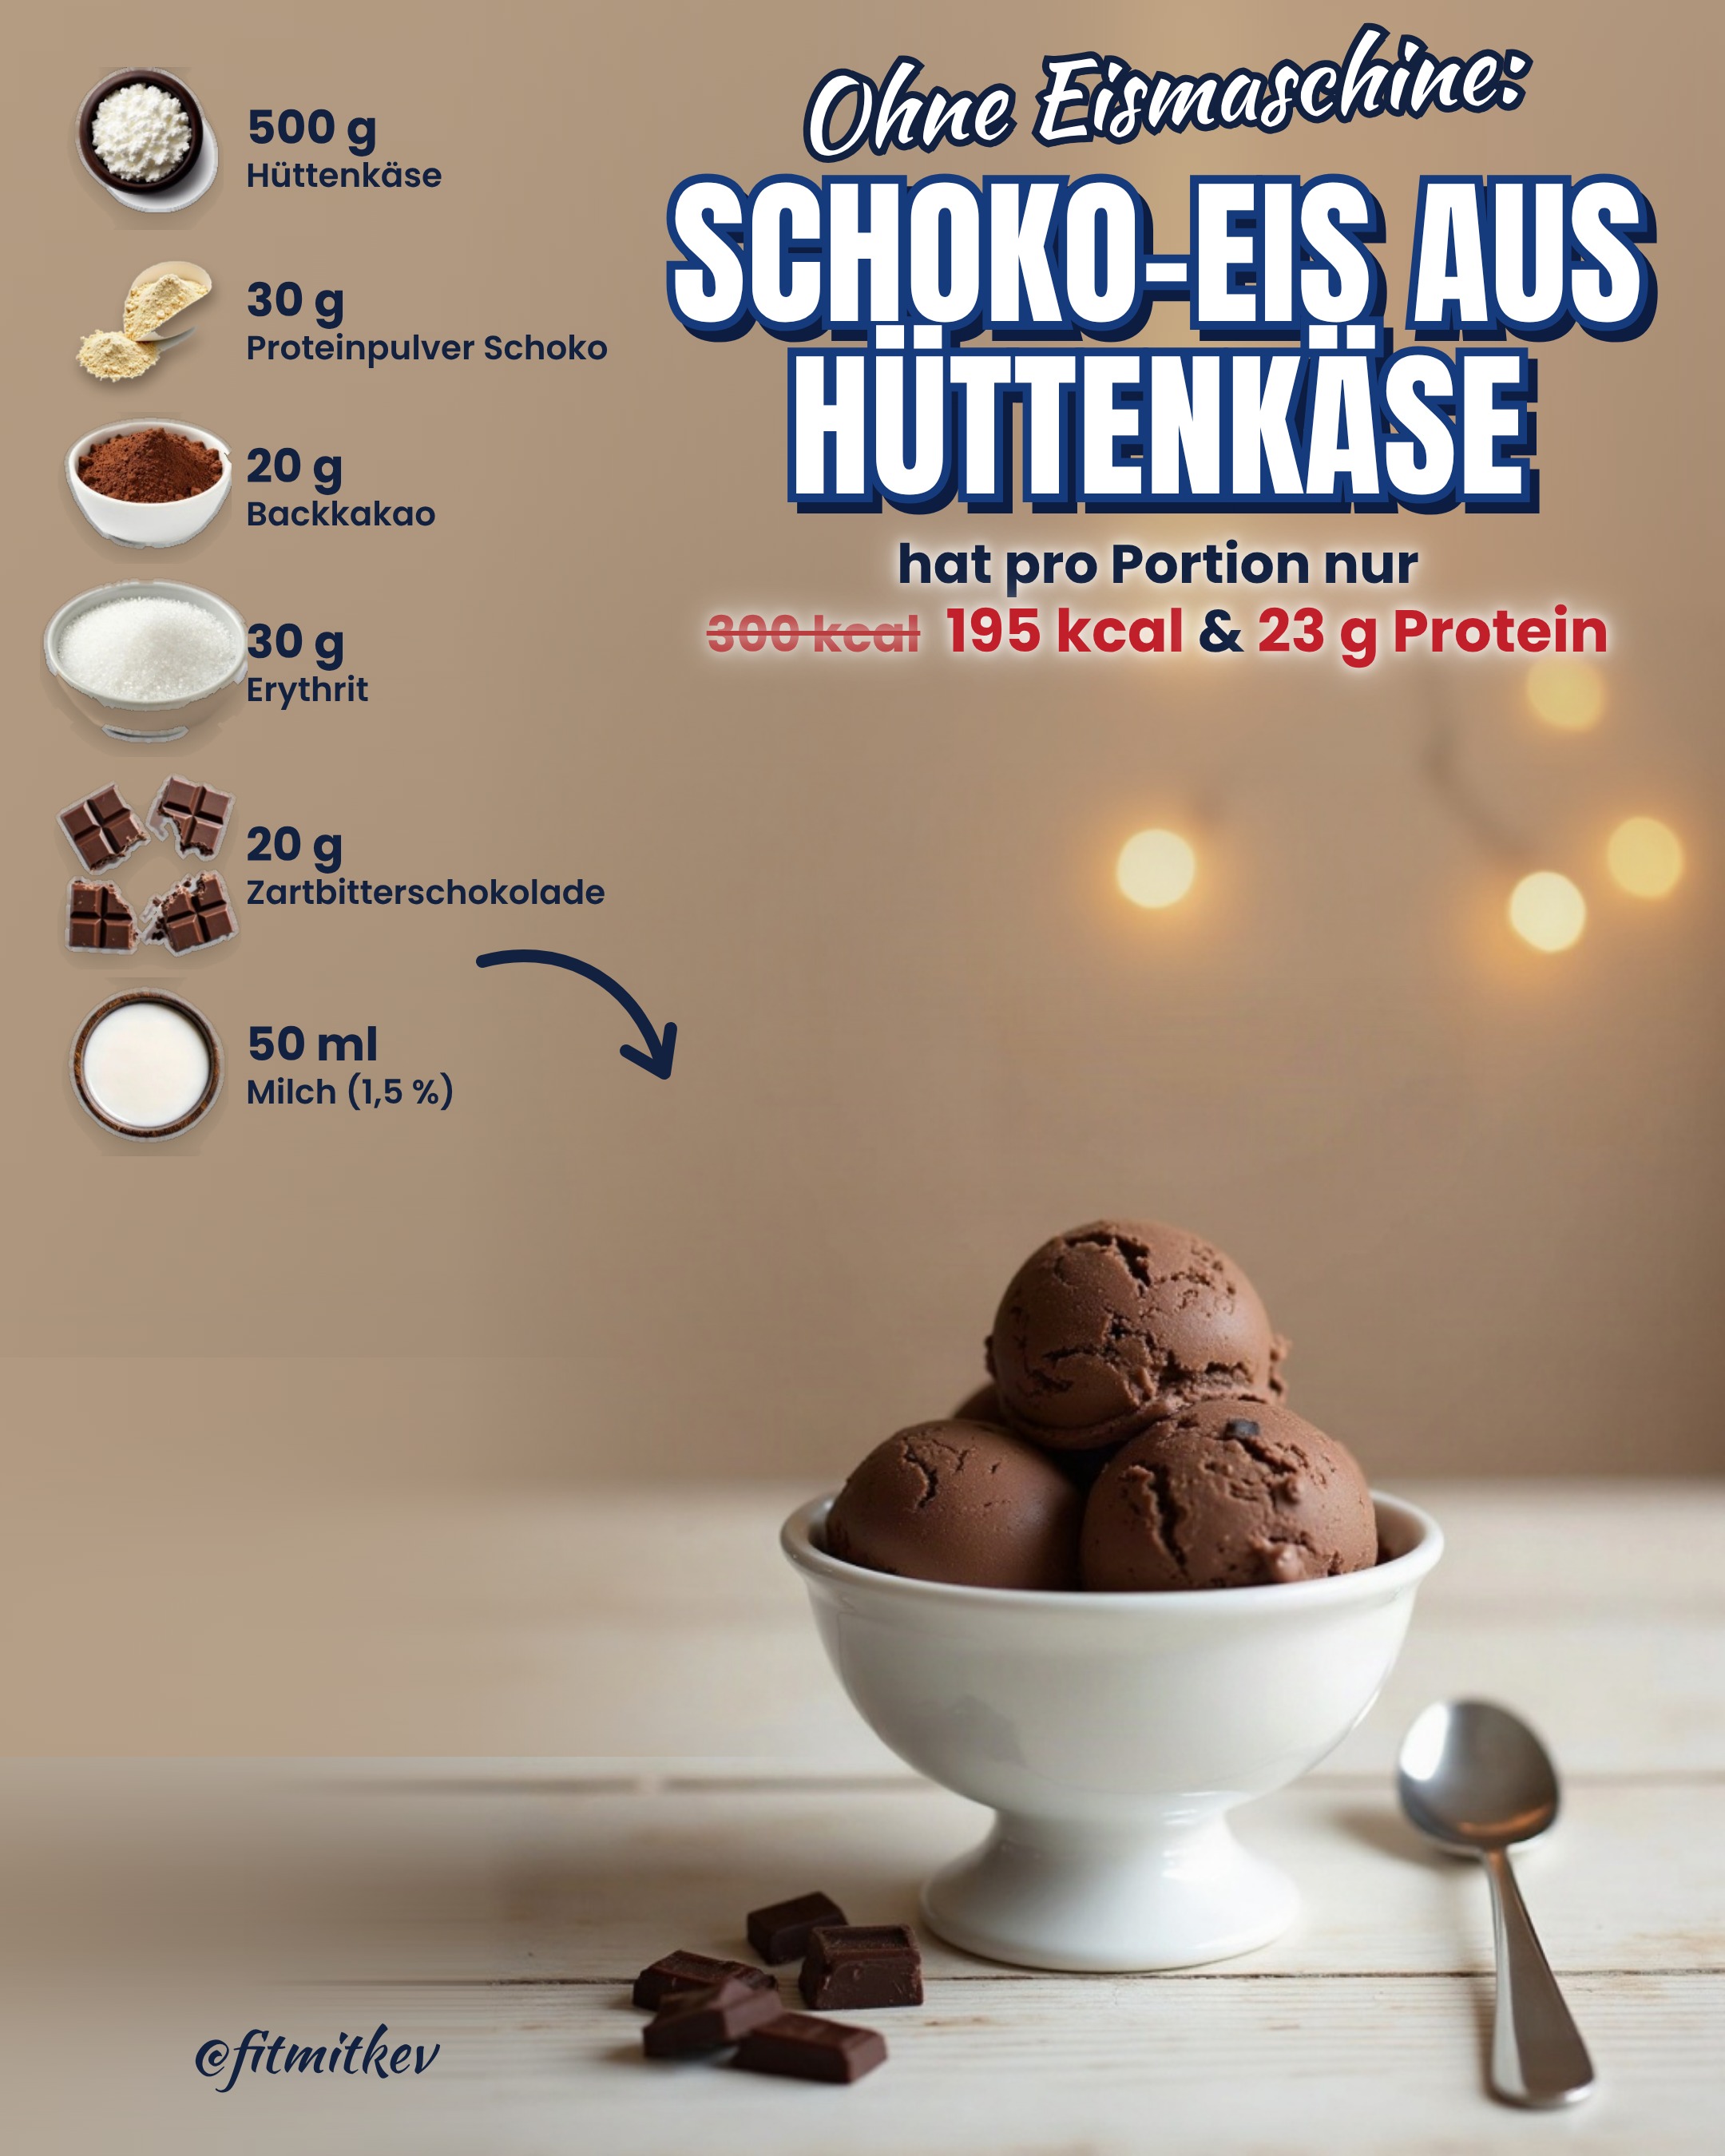 Ohne Eismaschine:
SCHOKO-EIS AUS
HÜTTENKÄSE
hat pro Portion nur
300 kcal 195 kcal & 23 g Protein
500 g
Hüttenkäse
30 g
Proteinpulver Schoko
20 g
Backkakao
30 g
Erythrit
20 g
Zartbitterschokolade
50 ml
Milch (1,5 %)
@fitmitkev